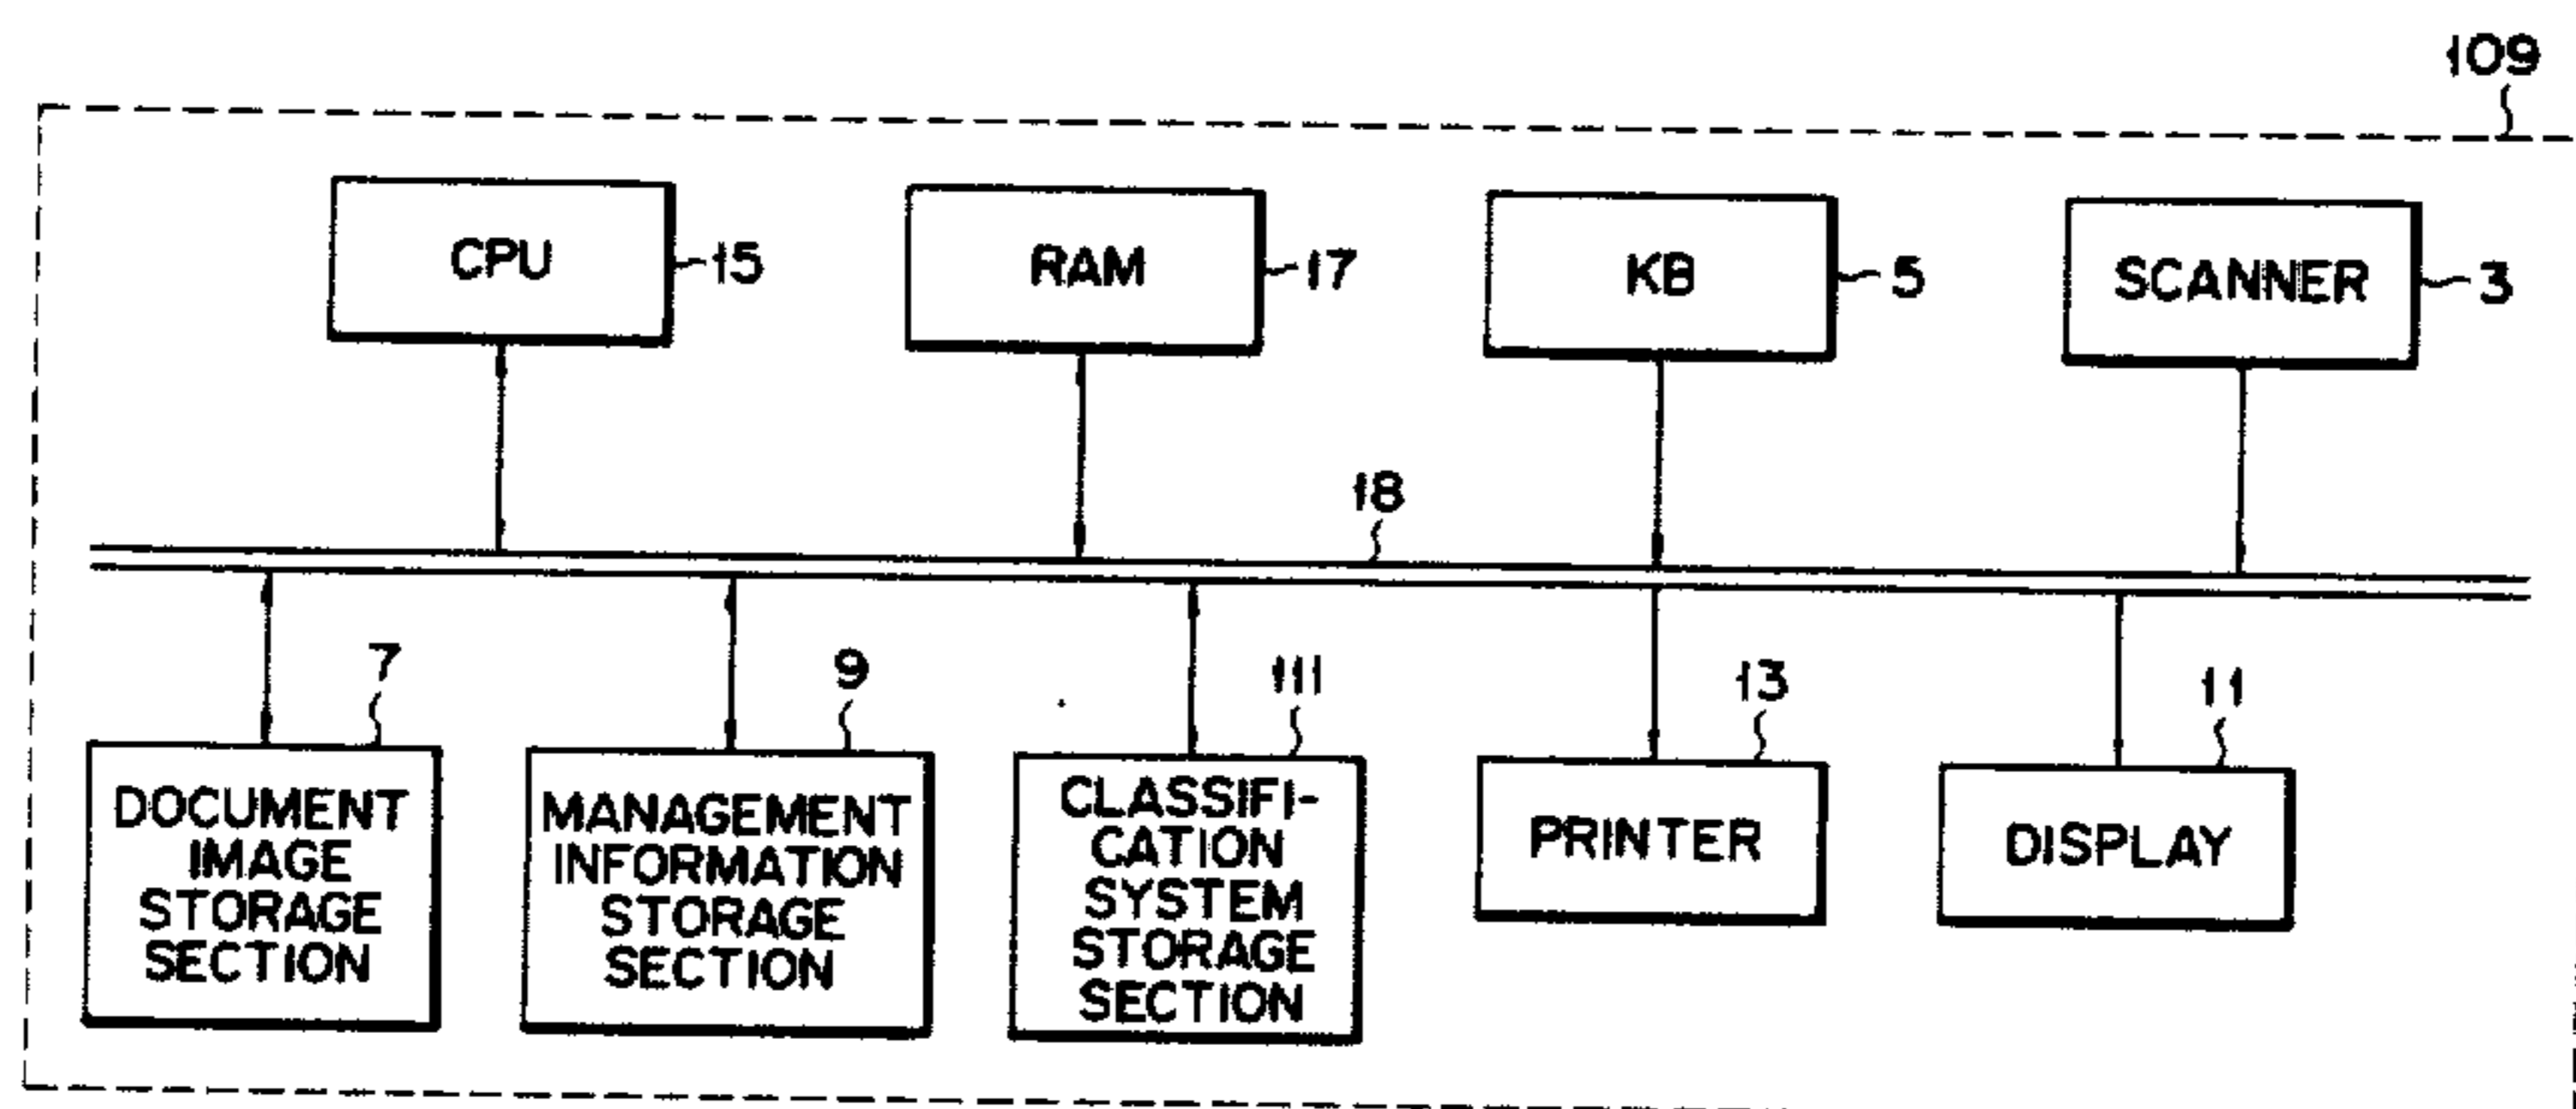 109
CPU
15
RAM
17
KB
5
SCANNER
3
18
7
9
111
13
11
DOCUMENT
IMAGE
STORAGE
SECTION
MANAGEMENT
INFORMATION
STORAGE
SECTION
CLASSIFI-
CATION
SYSTEM
STORAGE
SECTION
PRINTER
DISPLAY